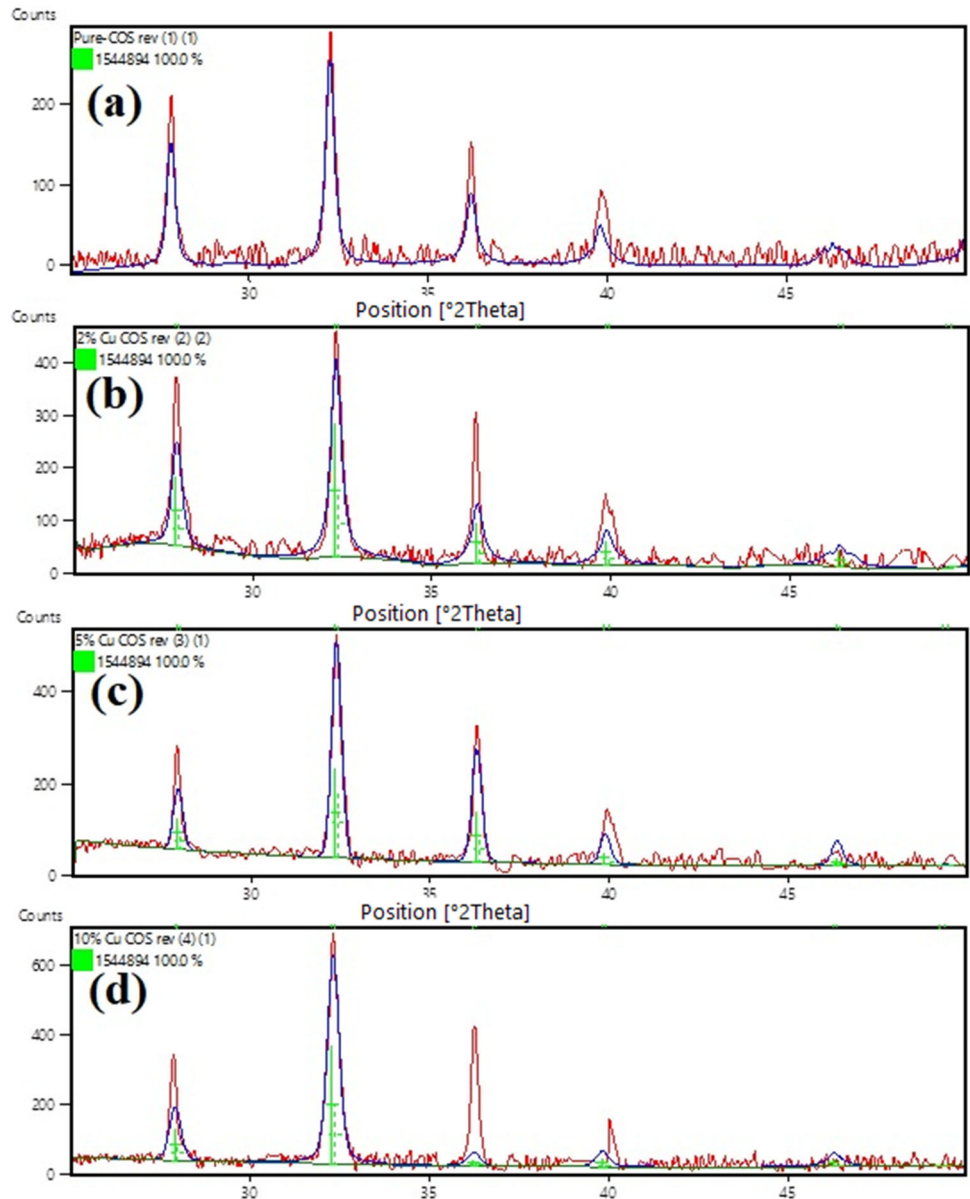 Counts
Pure-COS rev (1) (1)
1544894 100.0 %
(a)
200
100
0
30 35 40 45
Position [°2Theta]
Counts
2% Cu COS rev (2) (2)
1544894 100.0 %
(b)
400
300
200
100
0
30 35 40 45
Position [°2Theta]
Counts
5% Cu COS rev (3) (1)
1544894 100.0 %
(c)
400
200
0
30 35 40 45
Position [°2Theta]
Counts
10% Cu COS rev (4) (1)
1544894 100.0 %
(d)
600
400
200
0
30 35 40 45